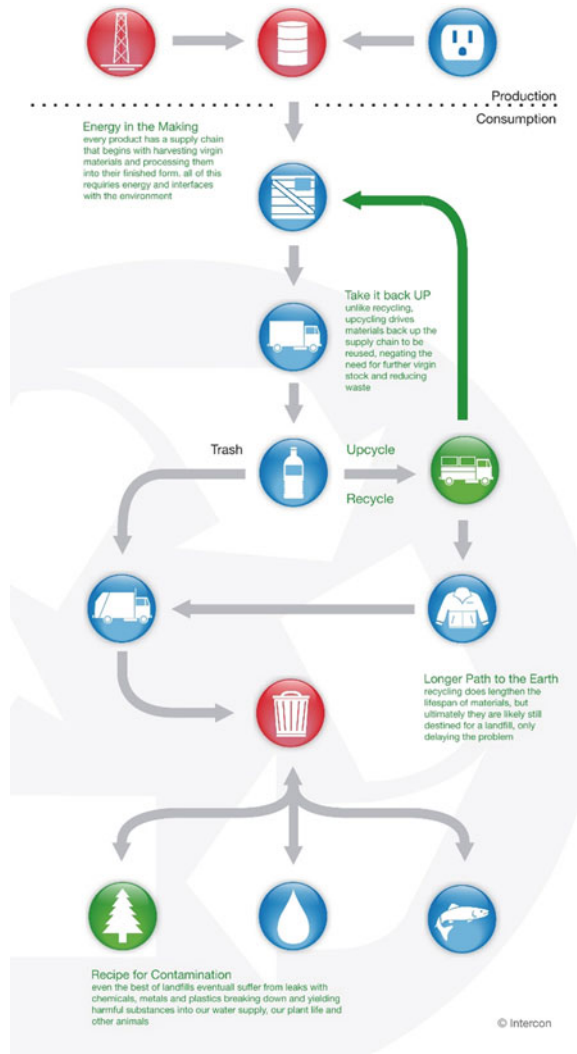 Production
Consumption
Energy in the Making
every product has a supply chain
that begins with harvesting virgin
materials and processing them
into their finished form. all of this
requiries energy and interfaces
with the environment
Take it back UP
unlike recycling,
upcycling drives
materials back up the
supply chain to be
reused, negating the
need for further virgin
stock and reducing
waste
Trash
Upcycle
Recycle
Longer Path to the Earth
recycling does lengthen the
lifespan of materials, but
ultimately they are likely still
destined for a landfill, only
delaying the problem
Recipe for Contamination
even the best of landfills eventuall suffer from leaks with
chemicals, metals and plastics breaking down and yielding
harmful substances into our water supply, our plant life and
other animals
© Intercon